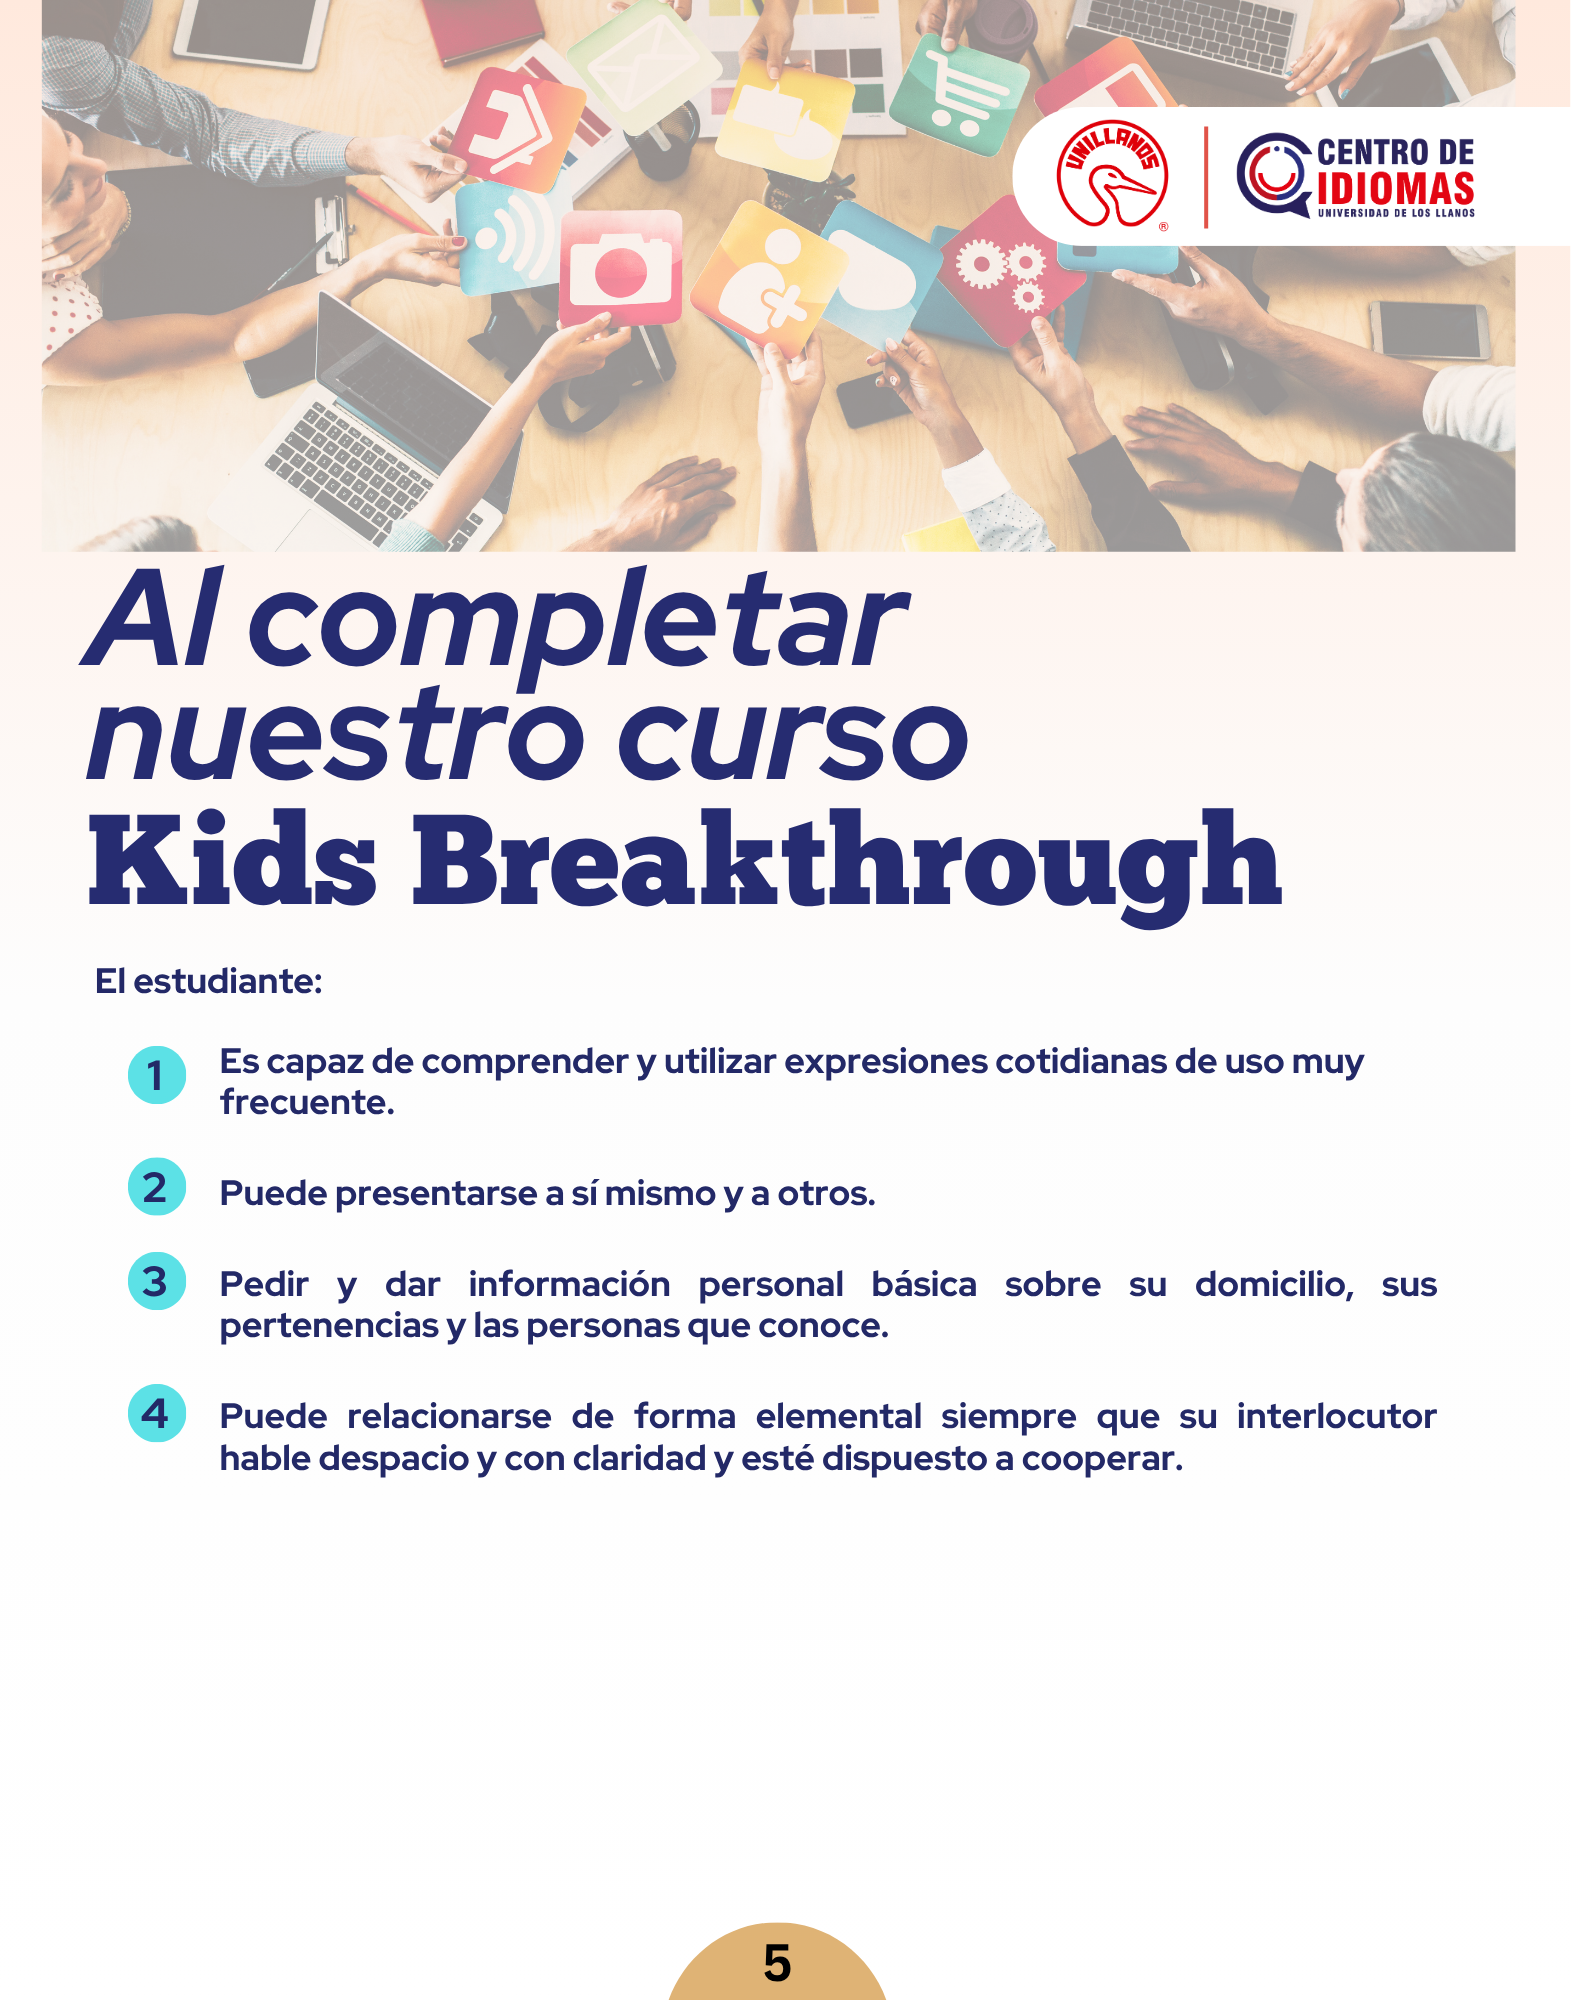 UNILLANOS
®
CENTRO DE
IDIOMAS
UNIVERSIDAD DE LOS LLANOS
Al completar
nuestro curso
Kids Breakthrough
El estudiante:
1 Es capaz de comprender y utilizar expresiones cotidianas de uso muy
frecuente.
2 Puede presentarse a sí mismo y a otros.
3 Pedir y dar información personal básica sobre su domicilio, sus
pertenencias y las personas que conoce.
4 Puede relacionarse de forma elemental siempre que su interlocutor
hable despacio y con claridad y esté dispuesto a cooperar.
5